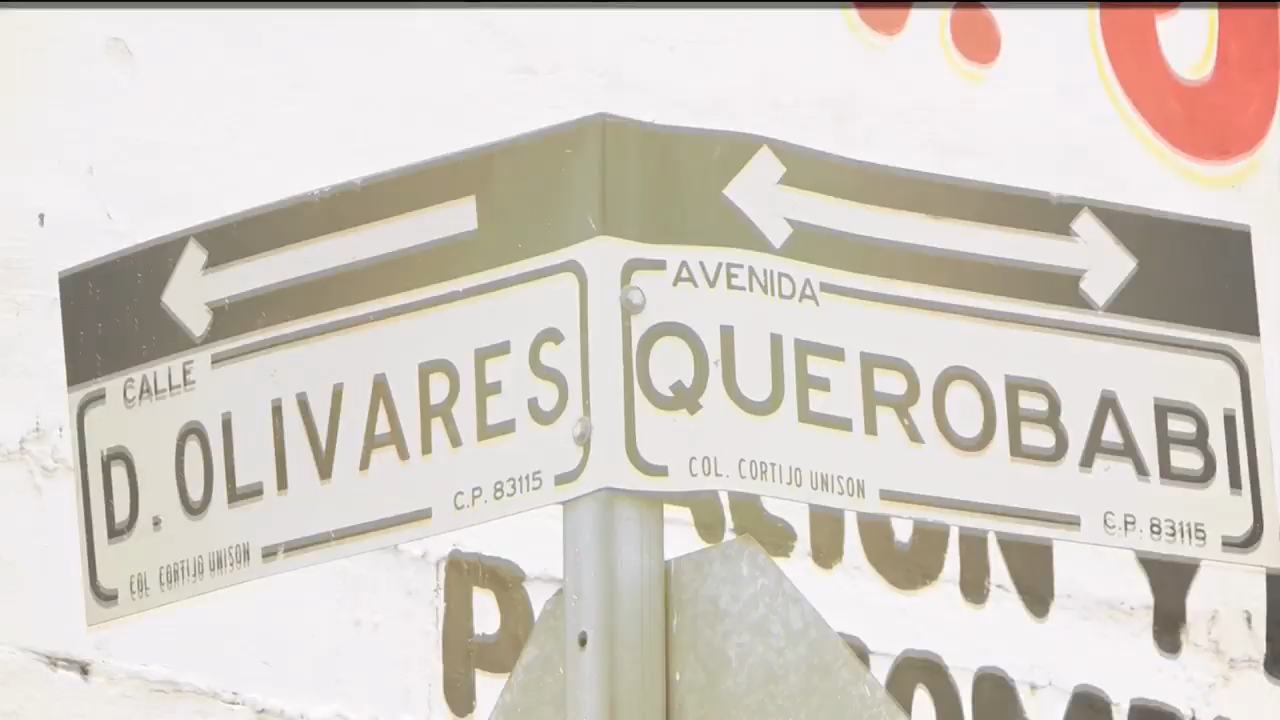 CALLE
D. OLIVARES
C.P. 83115
COL CORTIJO UNISON
AVENIDA
QUEROBABI
COL. CORTIJO UNISON
C.P. 83115